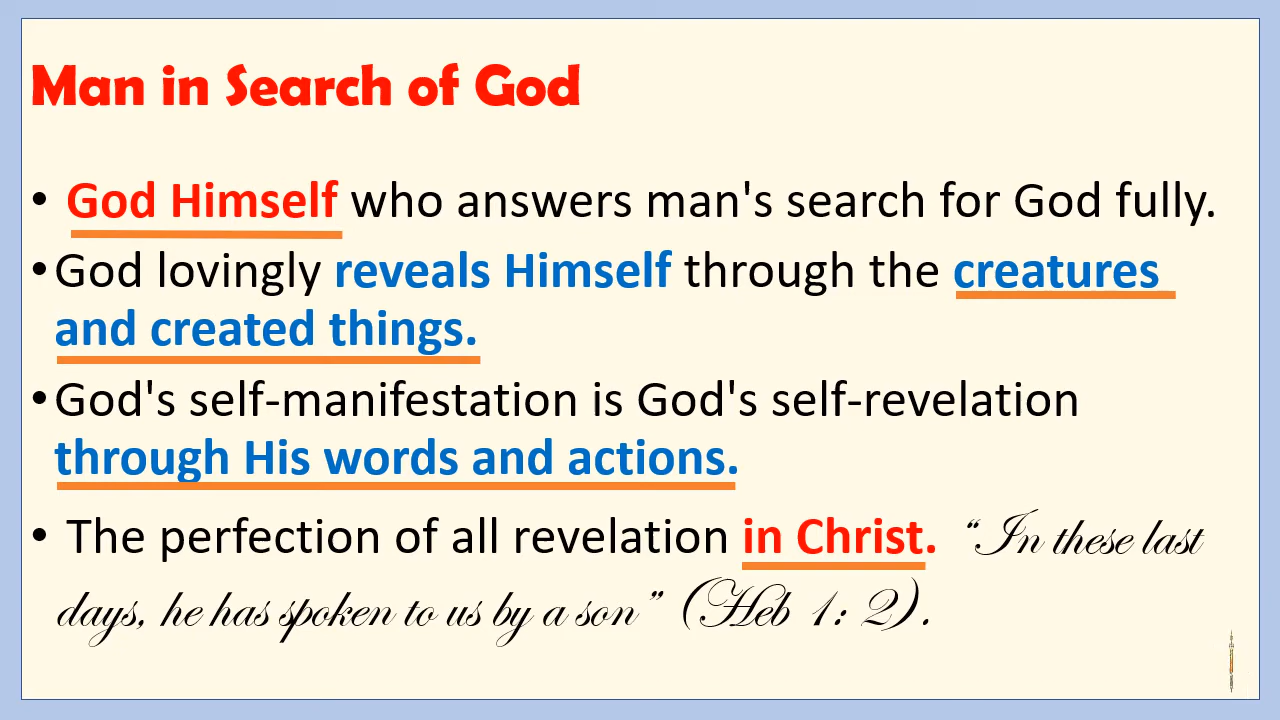 Man in Search of God
• God Himself who answers man's search for God fully.
• God lovingly reveals Himself through the creatures
and created things.
• God's self-manifestation is God's self-revelation
through His words and actions.
• The perfection of all revelation in Christ. “In these last
days, he has spoken to us by a son” (Heb 1: 2).